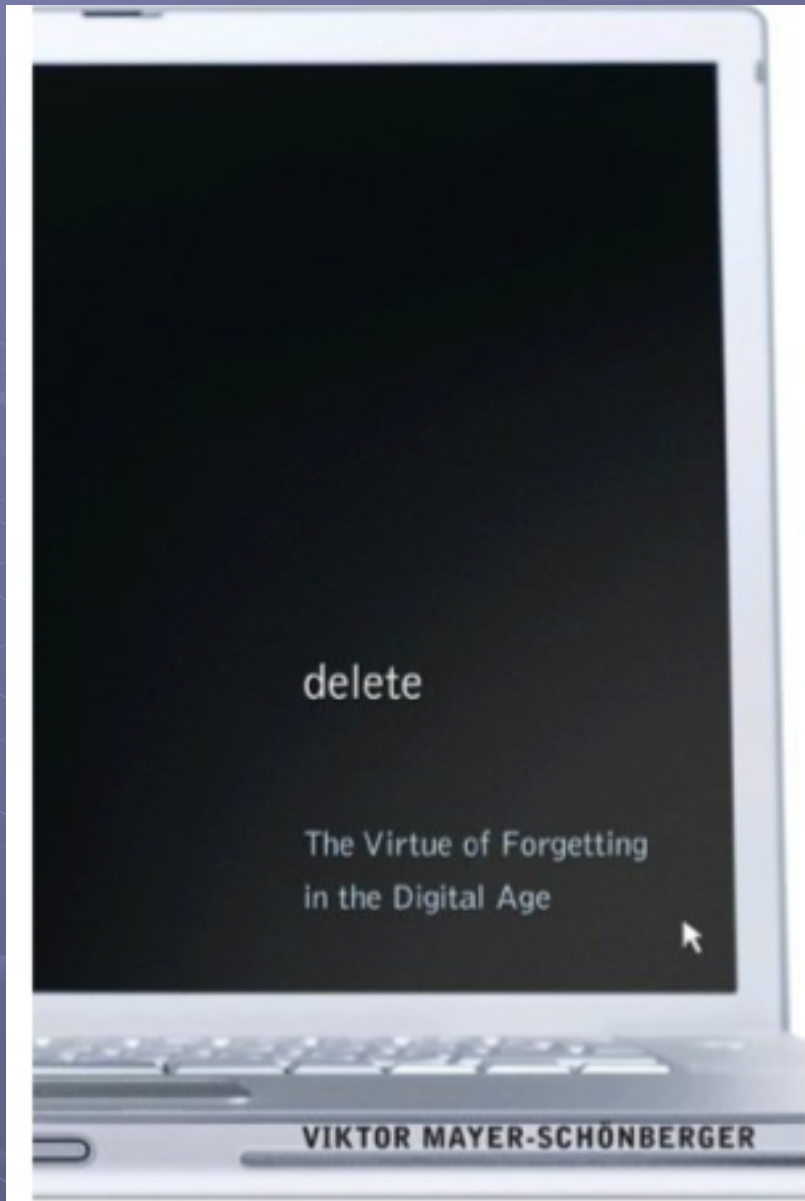 delete
The Virtue of Forgetting
in the Digital Age
VIKTOR MAYER-SCHÖNBERGER